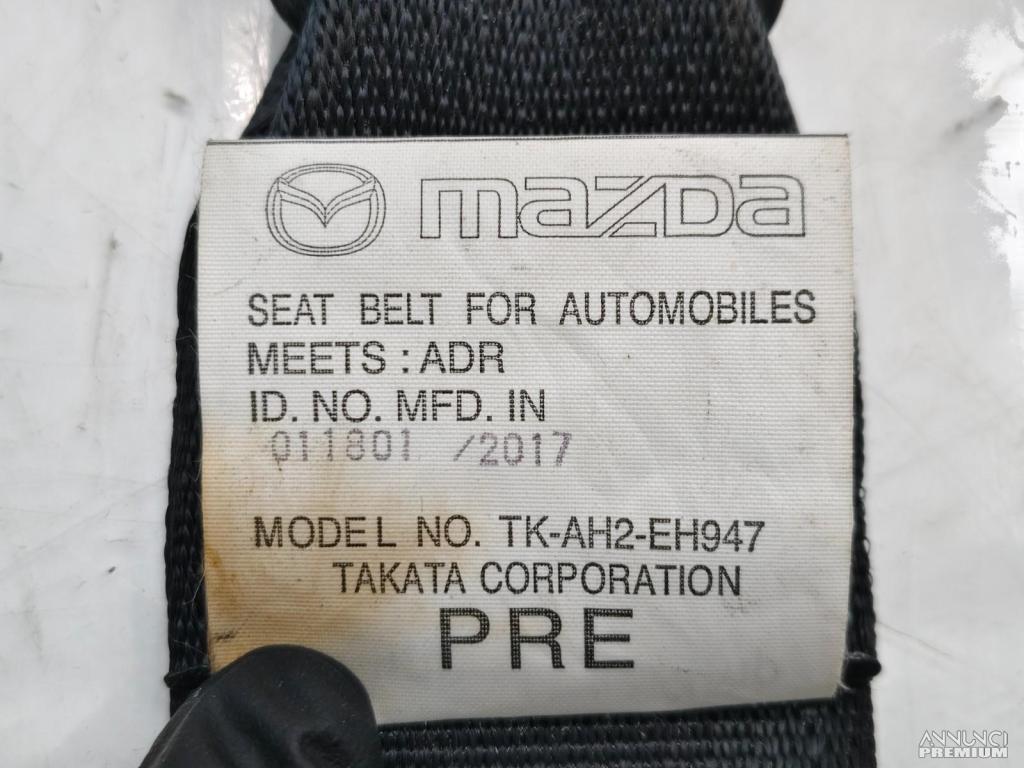 mazda
SEAT BELT FOR AUTOMOBILES
MEETS : ADR
ID. NO. MFD. IN
011801 /2017
MODEL NO. TK-AH2-EH947
TAKATA CORPORATION
PRE
ANNUNCI
PREMIUM